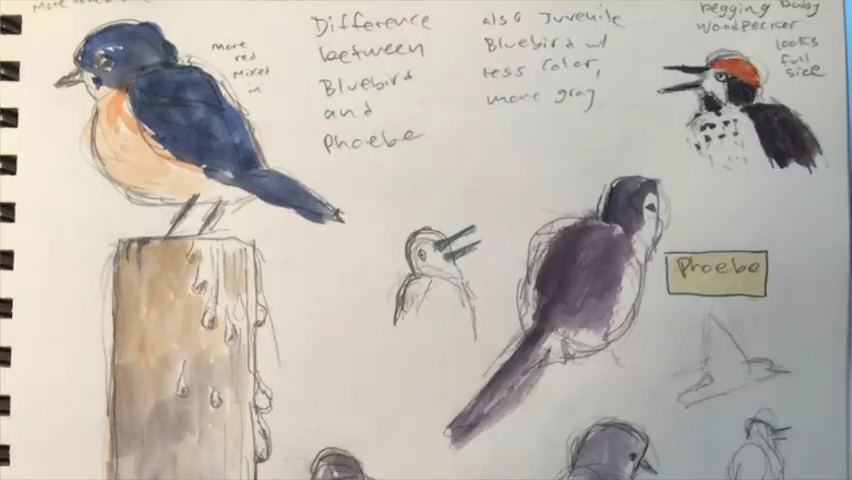 More
more
red
mixed
in
Difference
between
Bluebird
and
Phoebe
also Juvenile
Bluebird w/
less color,
more gray
begging baby
woodpecker
looks
full
size
Phoebe